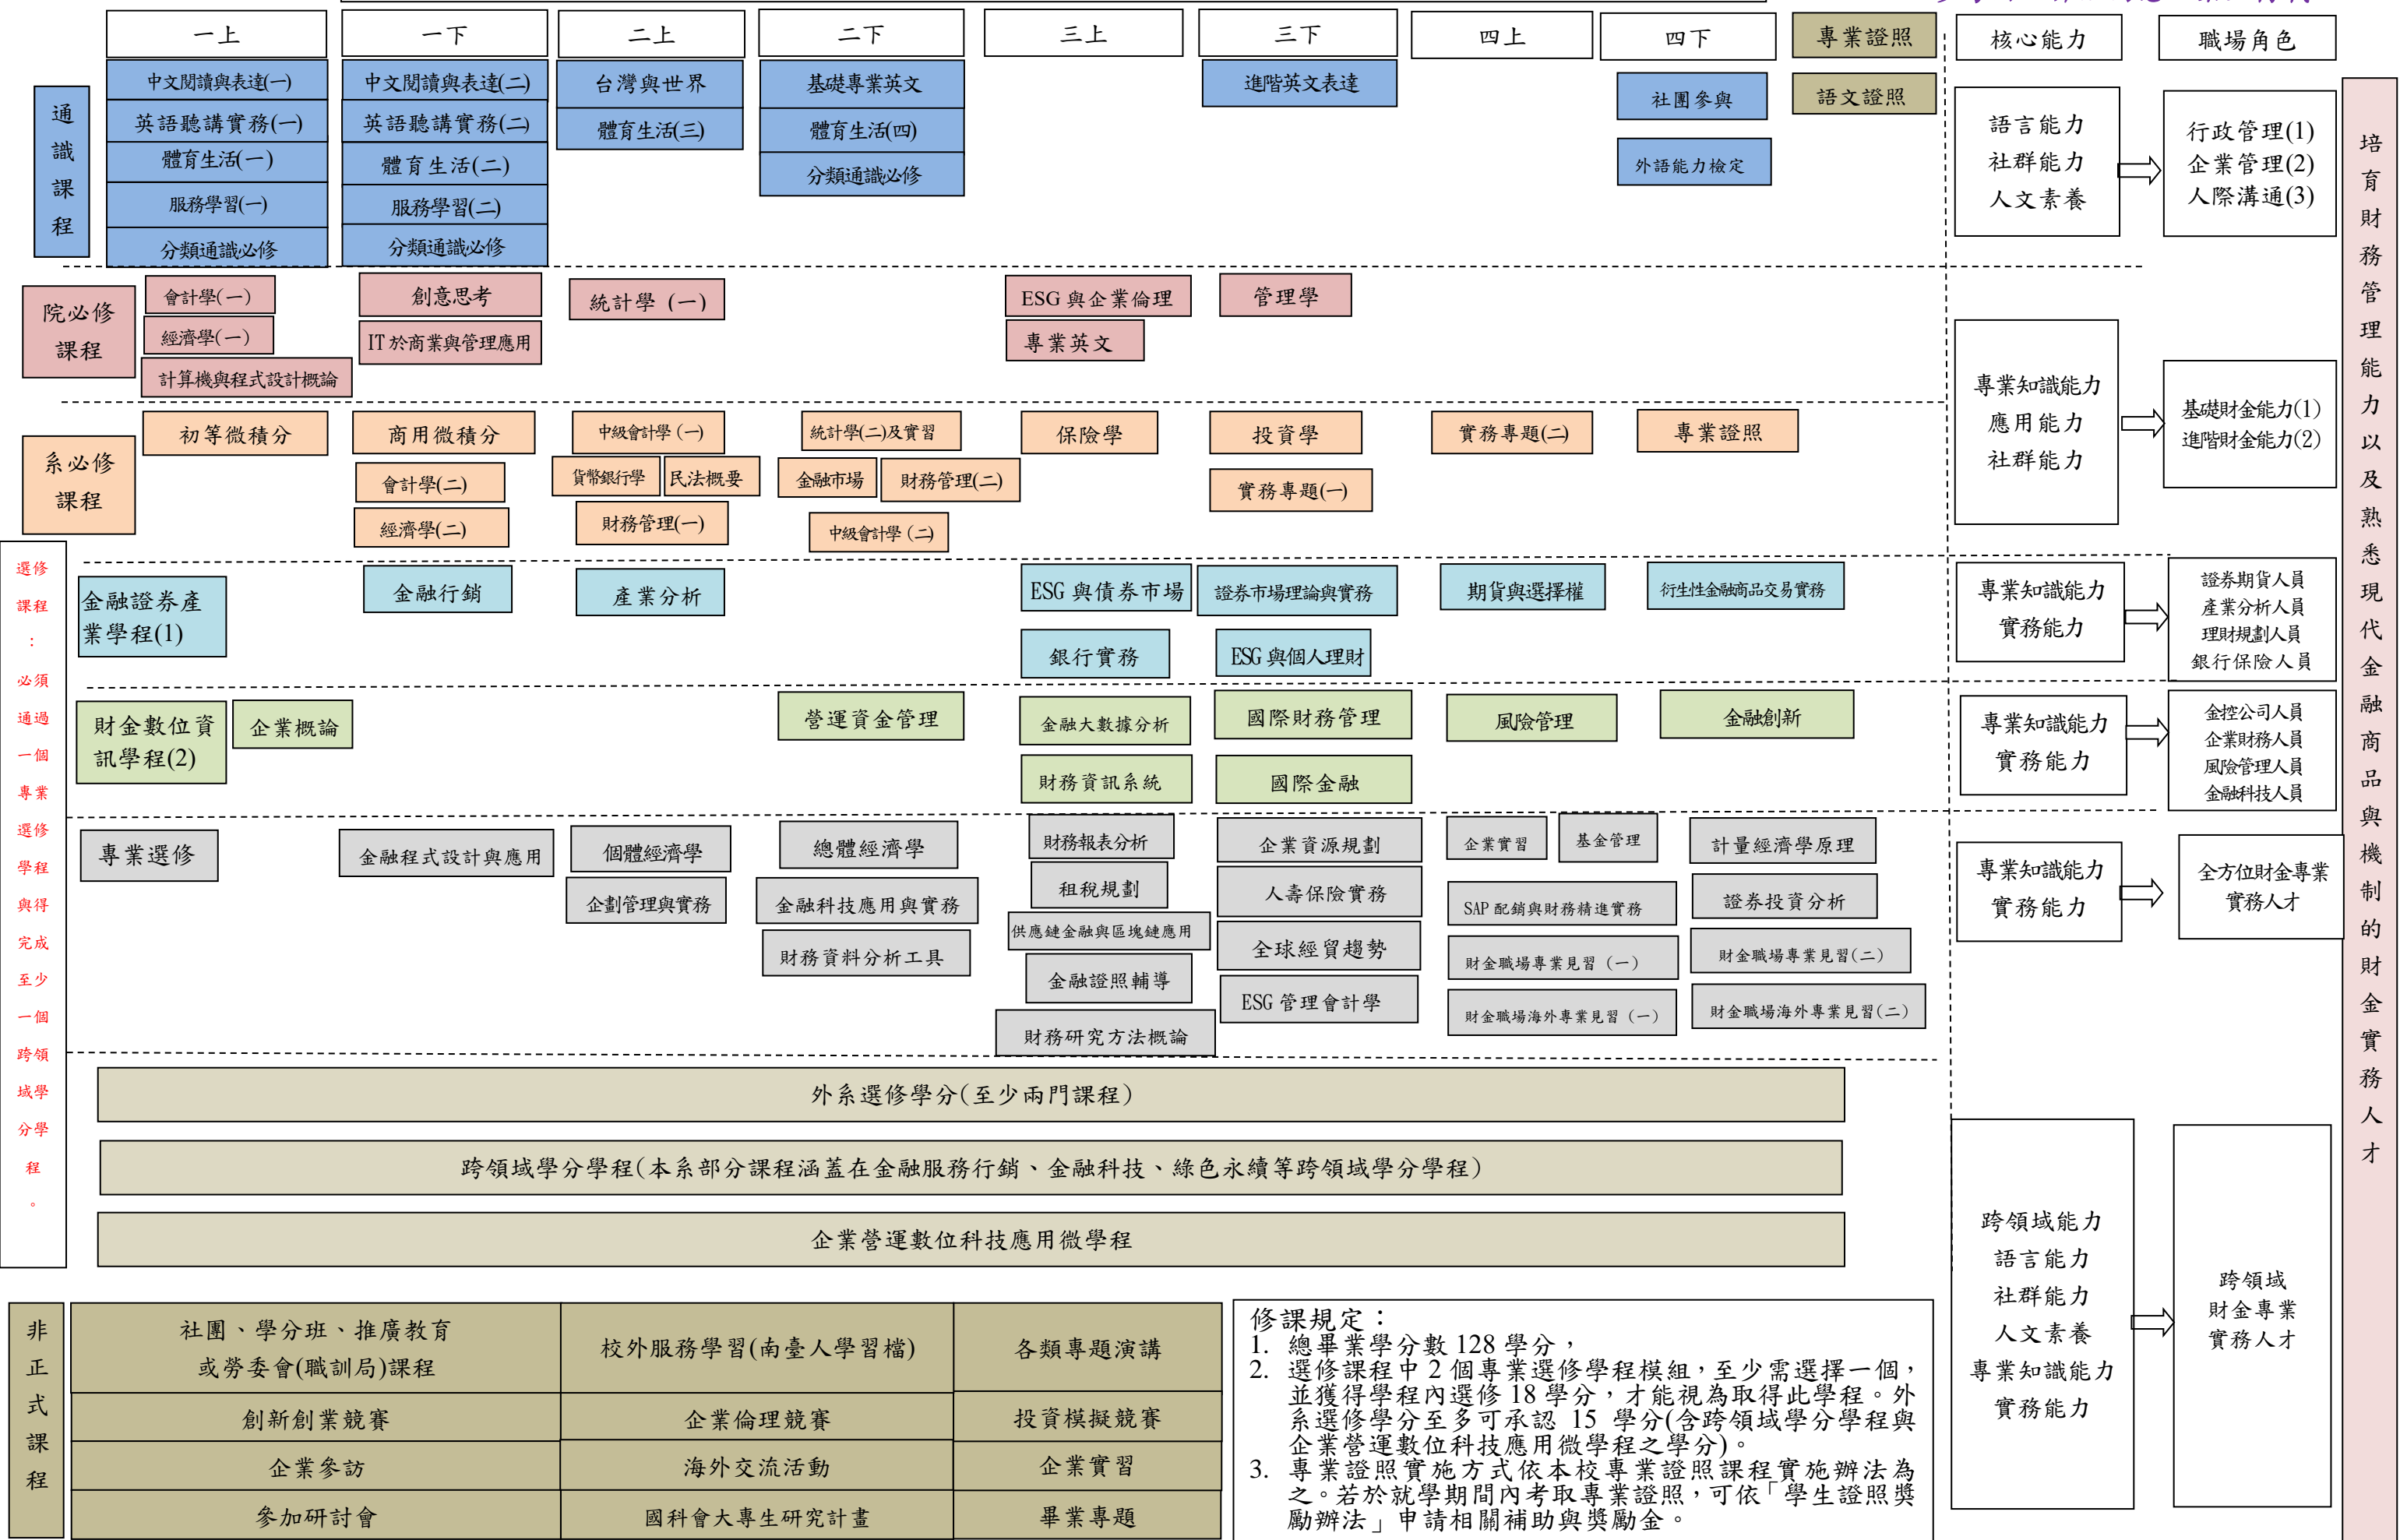 一上
一下
二上
二下
三上
三下
四上
四下
專業證照
核心能力
職場角色
通識課程
中文閱讀與表達(一)
英語聽講實務(一)
體育生活(一)
服務學習(一)
分類通識必修
中文閱讀與表達(二)
英語聽講實務(二)
體育生活(二)
服務學習(二)
分類通識必修
台灣與世界
體育生活(三)
基礎專業英文
體育生活(四)
分類通識必修
進階英文表達
社團參與
外語能力檢定
語文證照
語言能力
社群能力
人文素養
行政管理(1)
企業管理(2)
人際溝通(3)
院必修
課程
會計學(一)
經濟學(一)
計算機與程式設計概論
創意思考
IT於商業與管理應用
統計學 (一)
ESG 與企業倫理
專業英文
管理學
系必修
課程
初等微積分
商用微積分
會計學(二)
經濟學(二)
中級會計學 (一)
貨幣銀行學
民法概要
財務管理(一)
統計學(二)及實習
金融市場
財務管理(二)
中級會計學 (二)
保險學
投資學
實務專題(一)
實務專題(二)
專業證照
專業知識能力
應用能力
社群能力
基礎財金能力(1)
進階財金能力(2)
選修
課程
:
必須
通過
一個
專業
選修
學程
與得
完成
至少
一個
跨領
域學
分學
程
。
金融證券產
業學程(1)
金融行銷
產業分析
ESG 與債券市場
銀行實務
證券市場理論與實務
ESG 與個人理財
期貨與選擇權
衍生性金融商品交易實務
專業知識能力
實務能力
證券期貨人員
產業分析人員
理財規劃人員
銀行保險人員
財金數位資
訊學程(2)
企業概論
營運資金管理
金融大數據分析
財務資訊系統
國際財務管理
國際金融
風險管理
金融創新
專業知識能力
實務能力
金控公司人員
企業財務人員
風險管理人員
金融科技人員
專業選修
金融程式設計與應用
個體經濟學
企劃管理與實務
總體經濟學
金融科技應用與實務
財務資料分析工具
財務報表分析
租稅規劃
供應鏈金融與區塊鏈應用
金融證照輔導
財務研究方法概論
企業資源規劃
人壽保險實務
全球經貿趨勢
ESG 管理會計學
企業實習
基金管理
SAP 配銷與財務精進實務
財金職場專業見習 (一)
財金職場海外專業見習 (一)
計量經濟學原理
證券投資分析
財金職場專業見習(二)
財金職場海外專業見習(二)
專業知識能力
實務能力
全方位財金專業
實務人才
外系選修學分(至少兩門課程)
跨領域學分學程(本系部分課程涵蓋在金融服務行銷、金融科技、綠色永續等跨領域學分學程)
企業營運數位科技應用微學程
跨領域能力
語言能力
社群能力
人文素養
專業知識能力
實務能力
跨領域
財金專業
實務人才
培育財務管理能力以及熟悉現代金融商品與機制的財金實務人才
非正式課程
社團、學分班、推廣教育
或勞委會(職訓局)課程
校外服務學習(南臺人學習檔)
各類專題演講
創新創業競賽
企業倫理競賽
投資模擬競賽
企業參訪
海外交流活動
企業實習
參加研討會
國科會大專生研究計畫
畢業專題
修課規定：
1. 總畢業學分數 128 學分，
2. 選修課程中 2 個專業選修學程模組，至少需選擇一個，
並獲得學程內選修 18 學分，才能視為取得此學程。外
系選修學分至多可承認 15 學分(含跨領域學分學程與
企業營運數位科技應用微學程之學分)。
3. 專業證照實施方式依本校專業證照課程實施辦法為
之。若於就學期間內考取專業證照，可依「學生證照獎
勵辦法」申請相關補助與獎勵金。